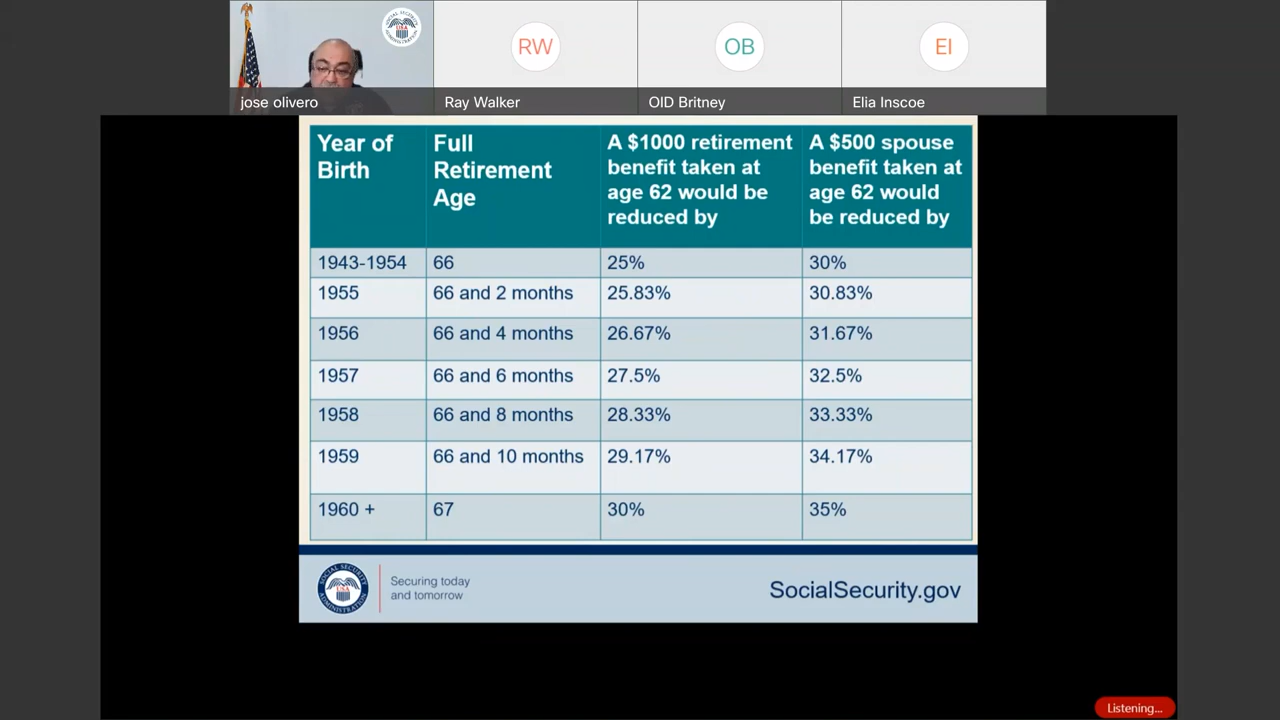 RW
OB
EI
jose olivero
Ray Walker
OID Britney
Elia Inscoe
Year of
Birth
Full
Retirement
Age
A $1000 retirement
benefit taken at
age 62 would be
reduced by
A $500 spouse
benefit taken at
age 62 would
be reduced by
1943-1954 66 25% 30%
1955 66 and 2 months 25.83% 30.83%
1956 66 and 4 months 26.67% 31.67%
1957 66 and 6 months 27.5% 32.5%
1958 66 and 8 months 28.33% 33.33%
1959 66 and 10 months 29.17% 34.17%
1960 + 67 30% 35%
SOCIAL SECURITY
USA
ADMINISTRATION
Securing today
and tomorrow
SocialSecurity.gov
Listening...